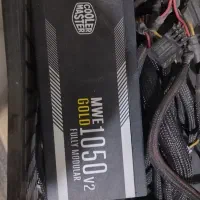 COOLER
MASTER
MWE
GOLD
1050 V2
FULLY MODULAR